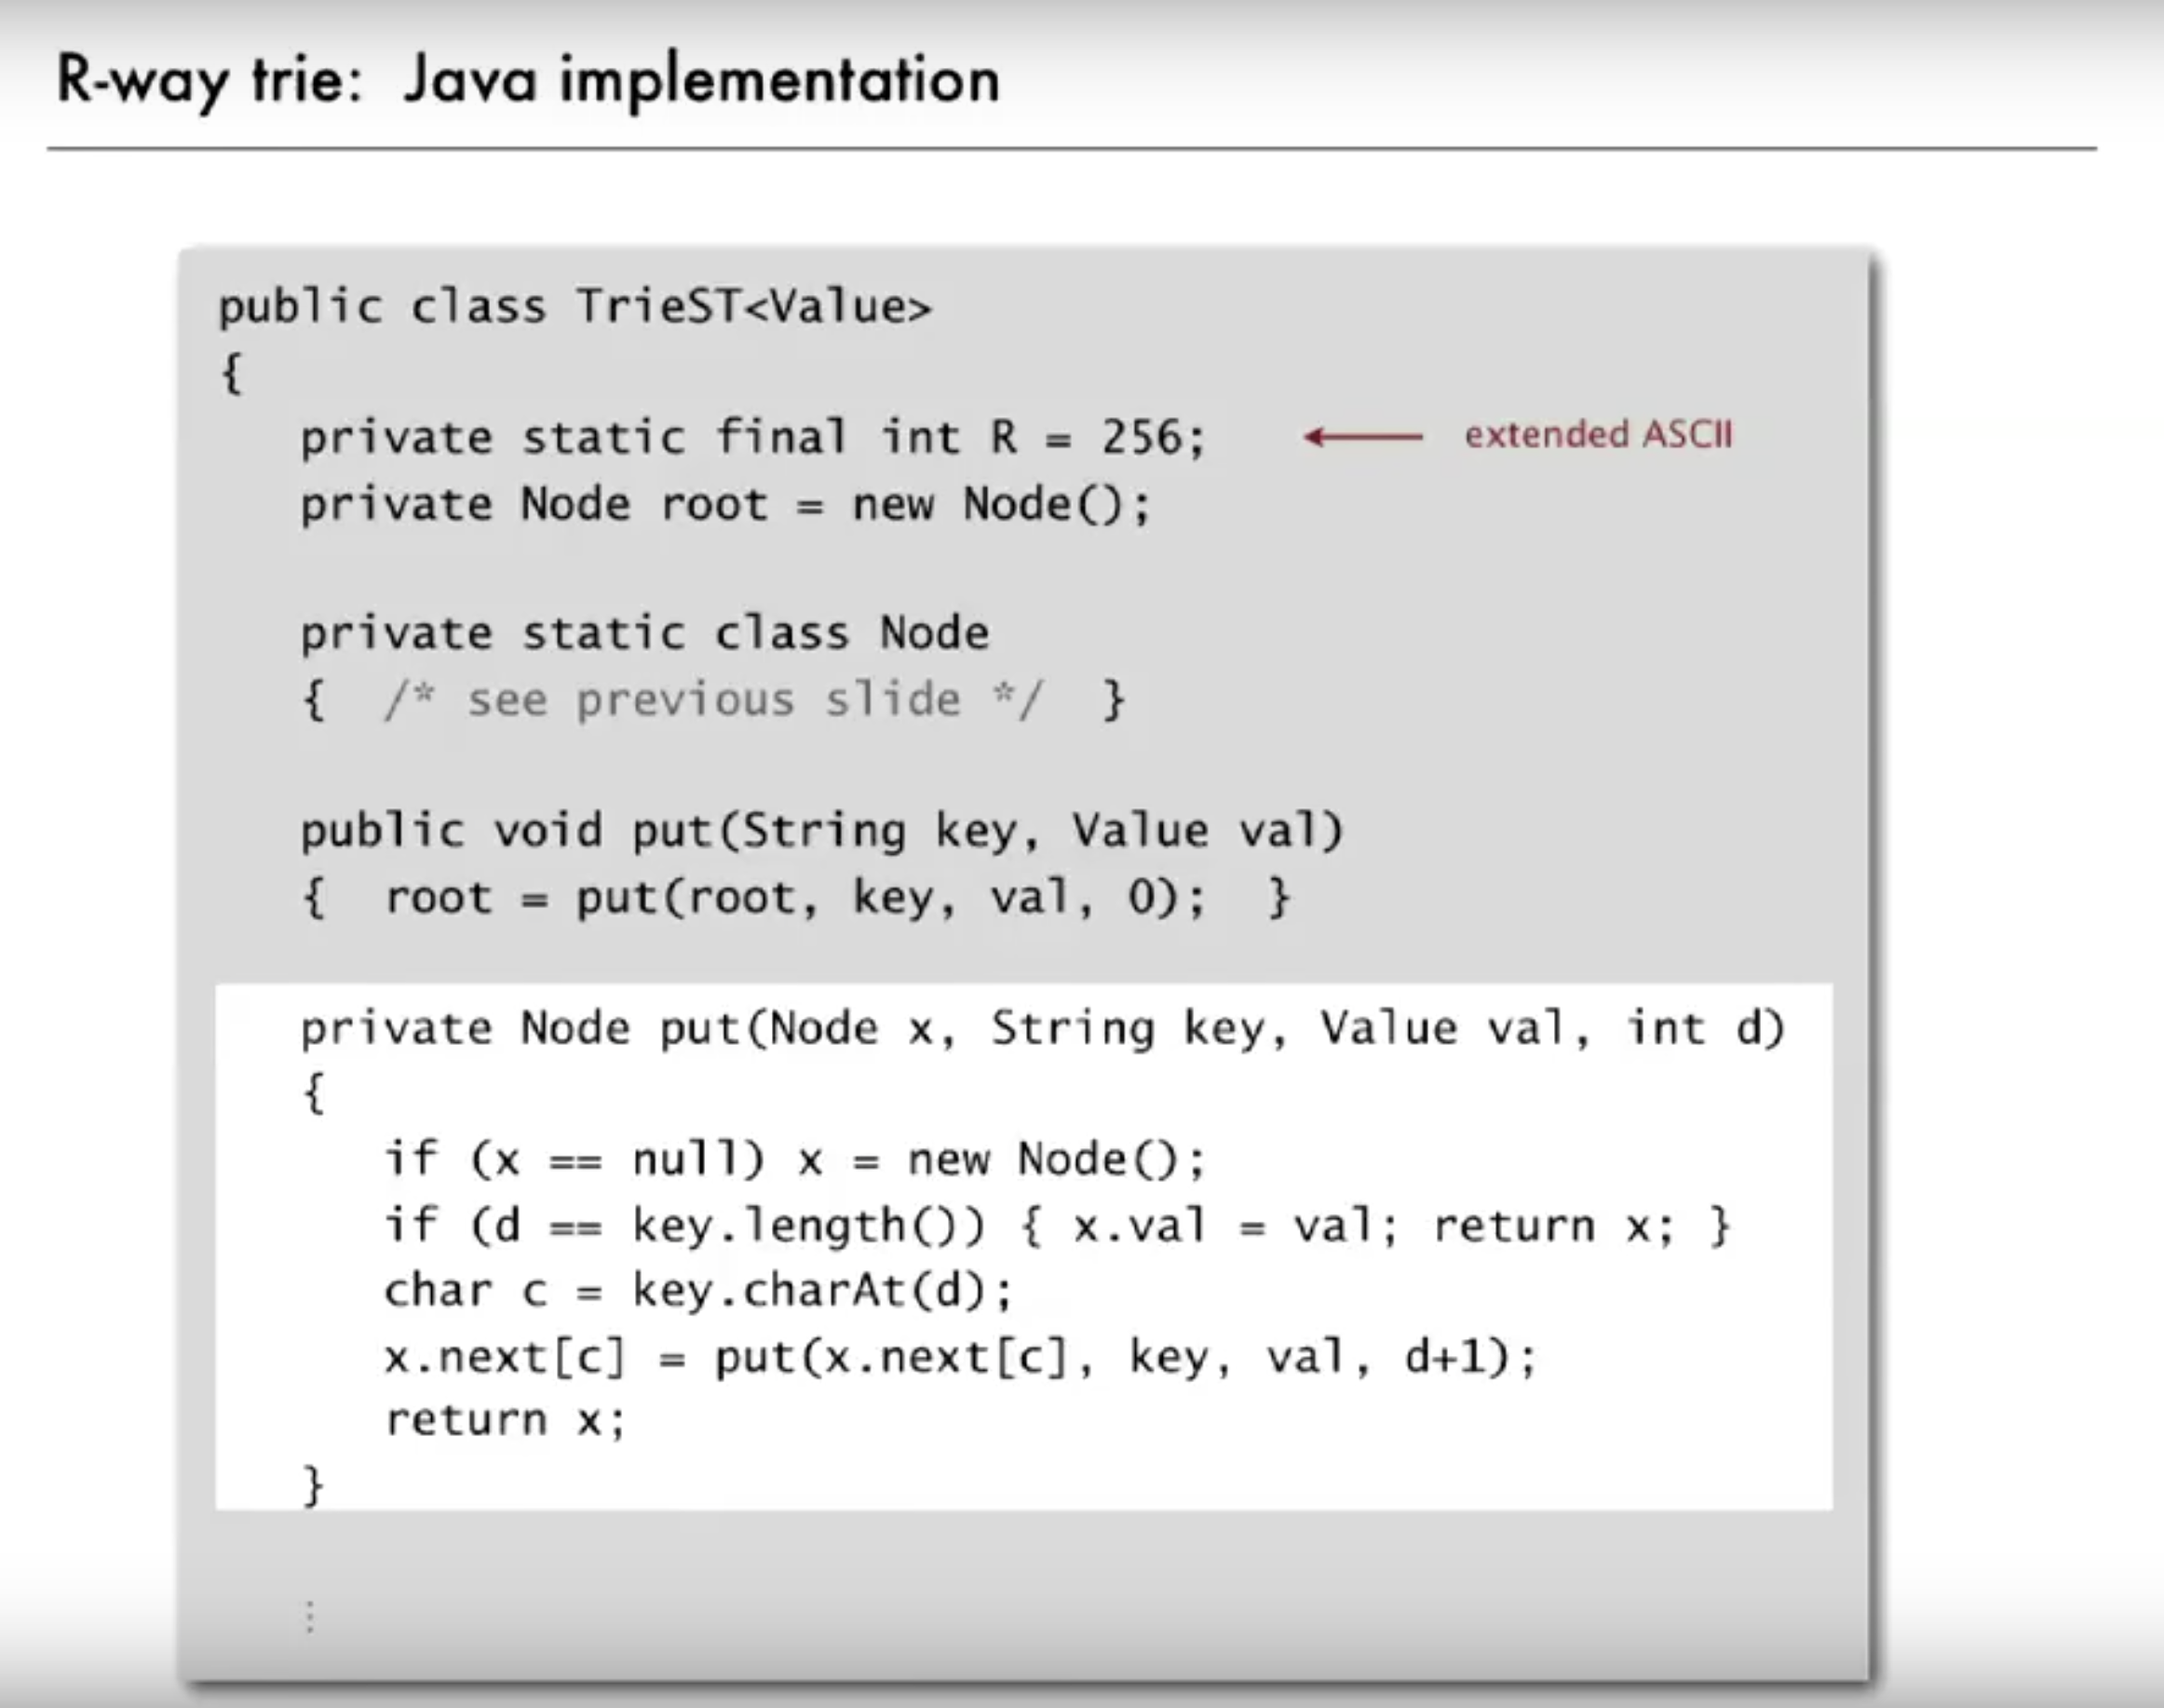 R-way trie: Java implementation
public class TrieST<Value>
{
private static final int R = 256; extended ASCII
private Node root = new Node();
private static class Node
{ /* see previous slide */ }
public void put(String key, Value val)
{ root = put(root, key, val, 0); }
private Node put(Node x, String key, Value val, int d)
{
if (x == null) x = new Node();
if (d == key.length()) { x.val = val; return x; }
char c = key.charAt(d);
x.next[c] = put(x.next[c], key, val, d+1);
return x;
}
⋮